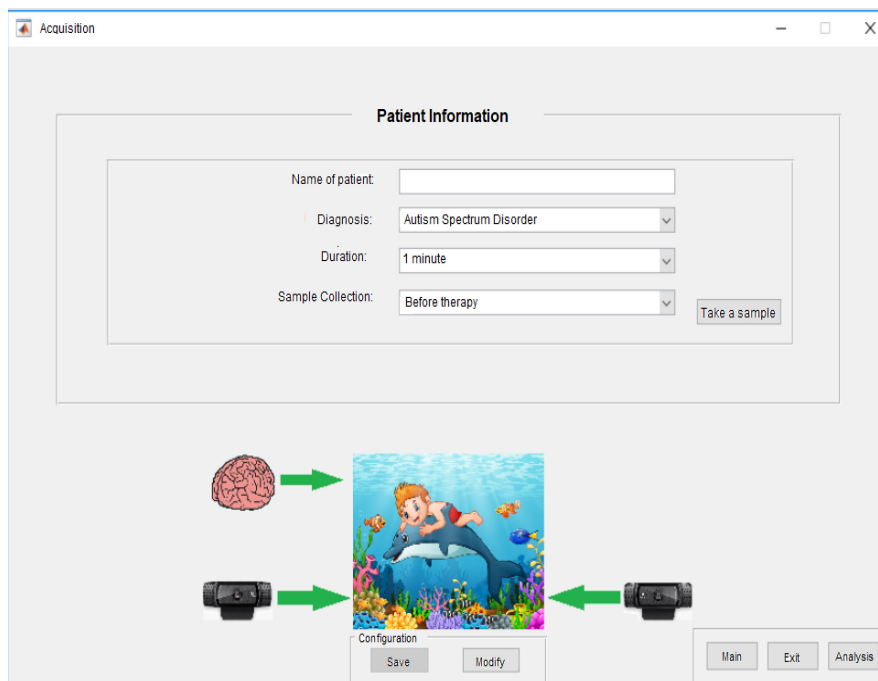 Acquisition
Patient Information
Name of patient:
Diagnosis: Autism Spectrum Disorder
Duration: 1 minute
Sample Collection: Before therapy
Take a sample
Configuration
Save Modify
Main Exit Analysis